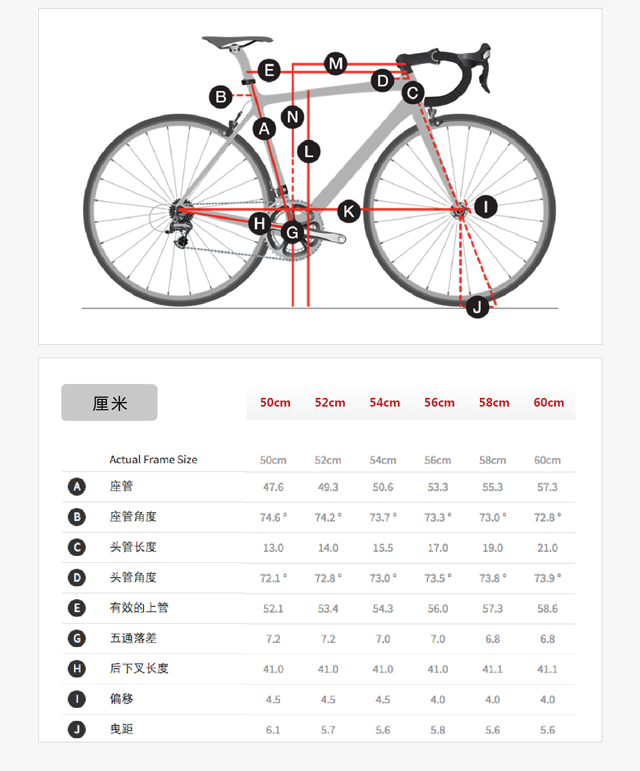 M
E
D
B
C
N
A
L
I
K
H
G
J
厘米 50cm 52cm 54cm 56cm 58cm 60cm
Actual Frame Size 50cm 52cm 54cm 56cm 58cm 60cm
A 座管 47.6 49.3 50.6 53.3 55.3 57.3
B 座管角度 74.6° 74.2° 73.7° 73.3° 73.0° 72.8°
C 头管长度 13.0 14.0 15.5 17.0 19.0 21.0
D 头管角度 72.1° 72.8° 73.0° 73.5° 73.8° 73.9°
E 有效的上管 52.1 53.4 54.3 56.0 57.3 58.6
G 五通落差 7.2 7.2 7.0 7.0 6.8 6.8
H 后下叉长度 41.0 41.0 41.0 41.0 41.1 41.1
I 偏移 4.5 4.5 4.5 4.0 4.0 4.0
J 曳距 6.1 5.7 5.6 5.8 5.6 5.6